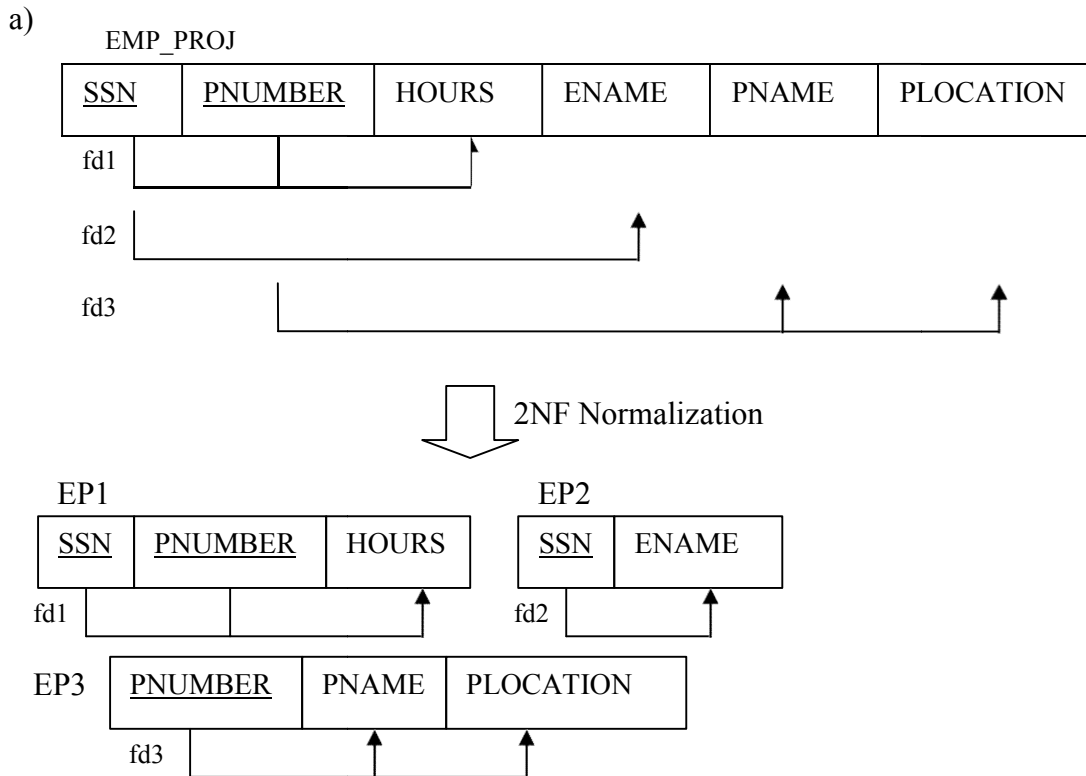 a)
EMP_PROJ
SSN PNUMBER HOURS ENAME PNAME PLOCATION
fd1
fd2
fd3
2NF Normalization
EP1 EP2
SSN PNUMBER HOURS SSN ENAME
fd1 fd2
EP3 PNUMBER PNAME PLOCATION
fd3